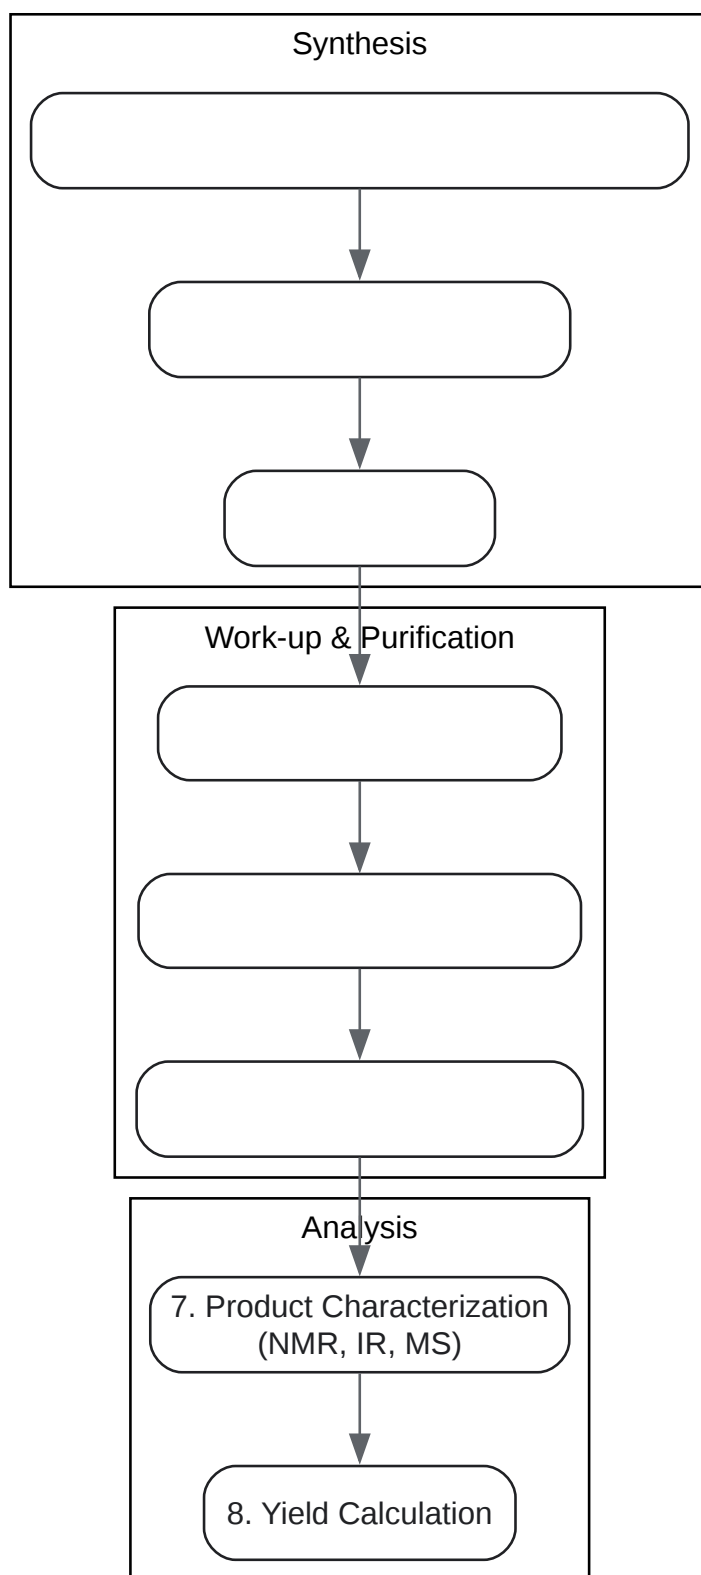 Synthesis
Work-up & Purification
Analysis
7. Product Characterization
(NMR, IR, MS)
8. Yield Calculation